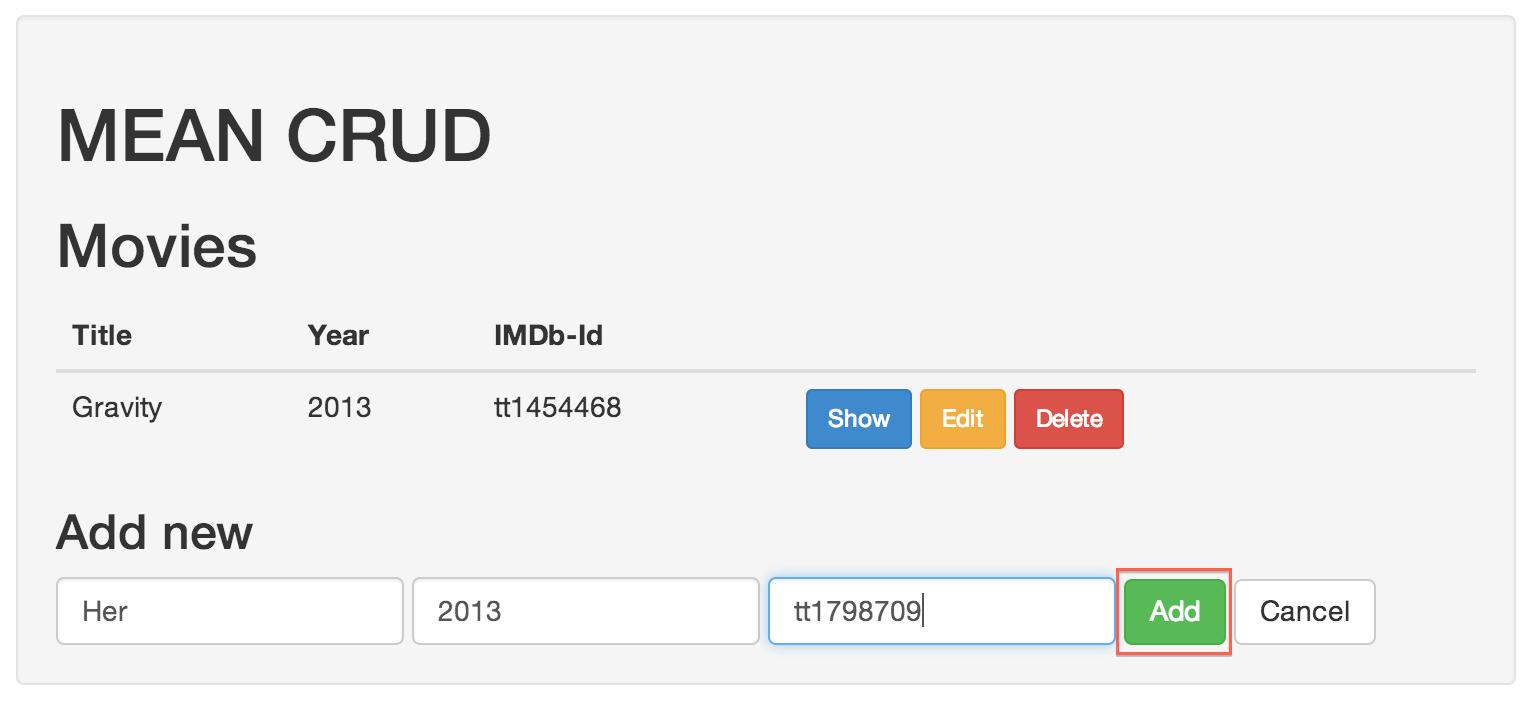 MEAN CRUD
Movies
Title Year IMDb-Id
Gravity 2013 tt1454468 Show Edit Delete
Add new
Her 2013 tt1798709 Add Cancel